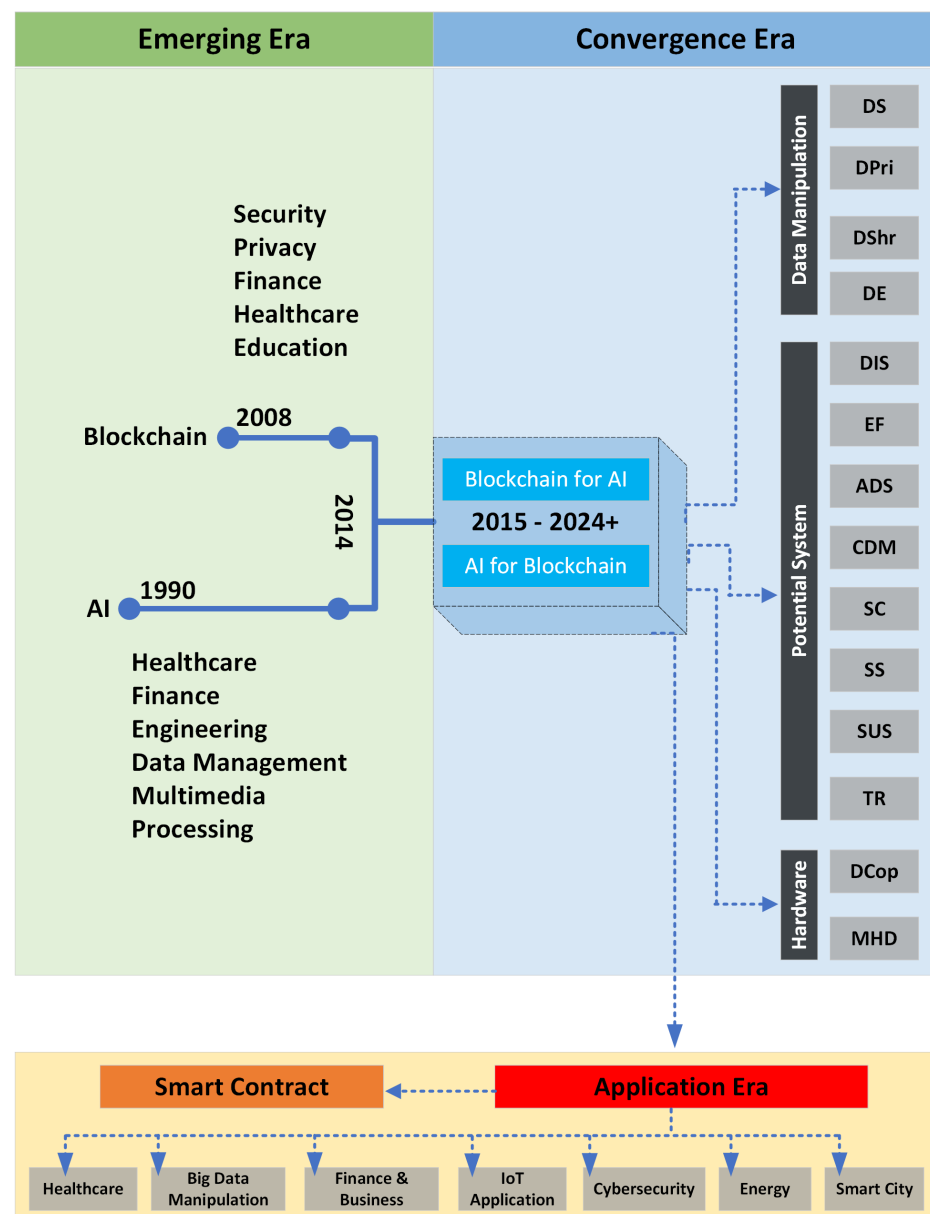 Emerging Era
Convergence Era
Security
Privacy
Finance
Healthcare
Education
Blockchain
2008
2014
AI
1990
Healthcare
Finance
Engineering
Data Management
Multimedia
Processing
Blockchain for AI
2015 - 2024+
AI for Blockchain
Data Manipulation
DS
DPri
DShr
DE
Potential System
DIS
EF
ADS
CDM
SC
SS
SUS
TR
Hardware
DCop
MHD
Smart Contract
Application Era
Healthcare
Big Data
Manipulation
Finance &
Business
IoT
Application
Cybersecurity
Energy
Smart City